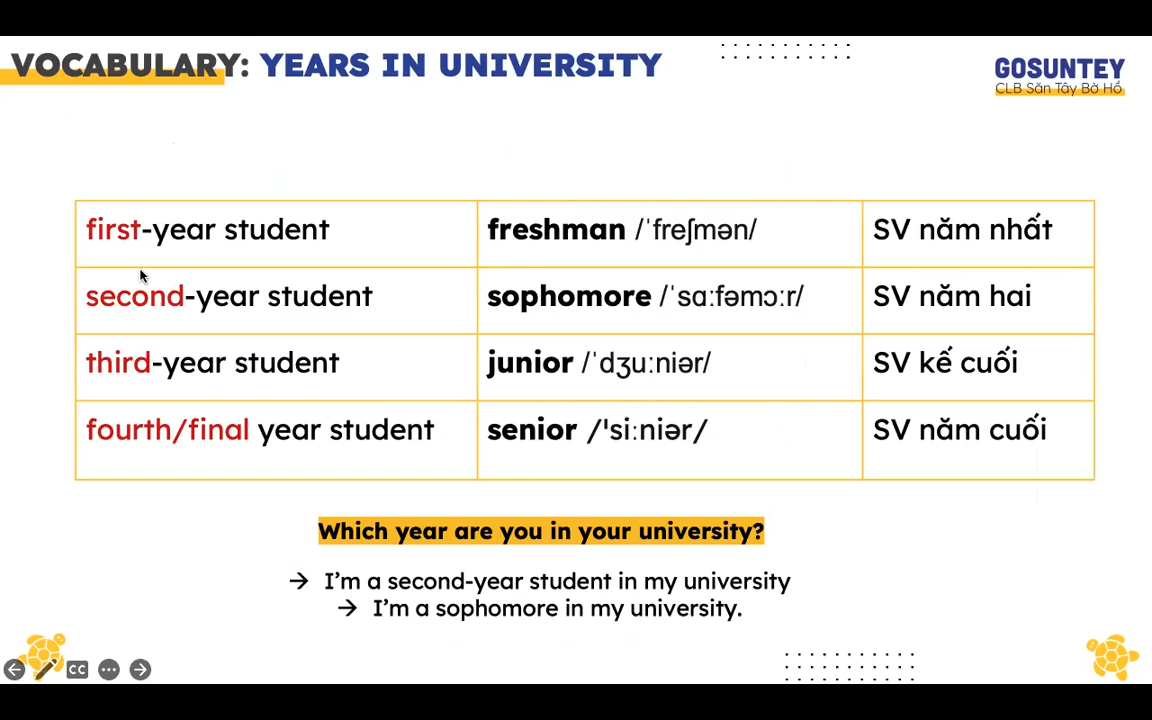 VOCABULARY: YEARS IN UNIVERSITY
GOSUNTEY
CLB Săn Tây Bờ Hồ
first-year student freshman /ˈfreʃmən/ SV năm nhất
second-year student sophomore /ˈsɑːfəmɔːr/ SV năm hai
third-year student junior /ˈdʒuːniər/ SV kế cuối
fourth/final year student senior /ˈsiːniər/ SV năm cuối
Which year are you in your university?
→ I’m a second-year student in my university
→ I’m a sophomore in my university.
CC